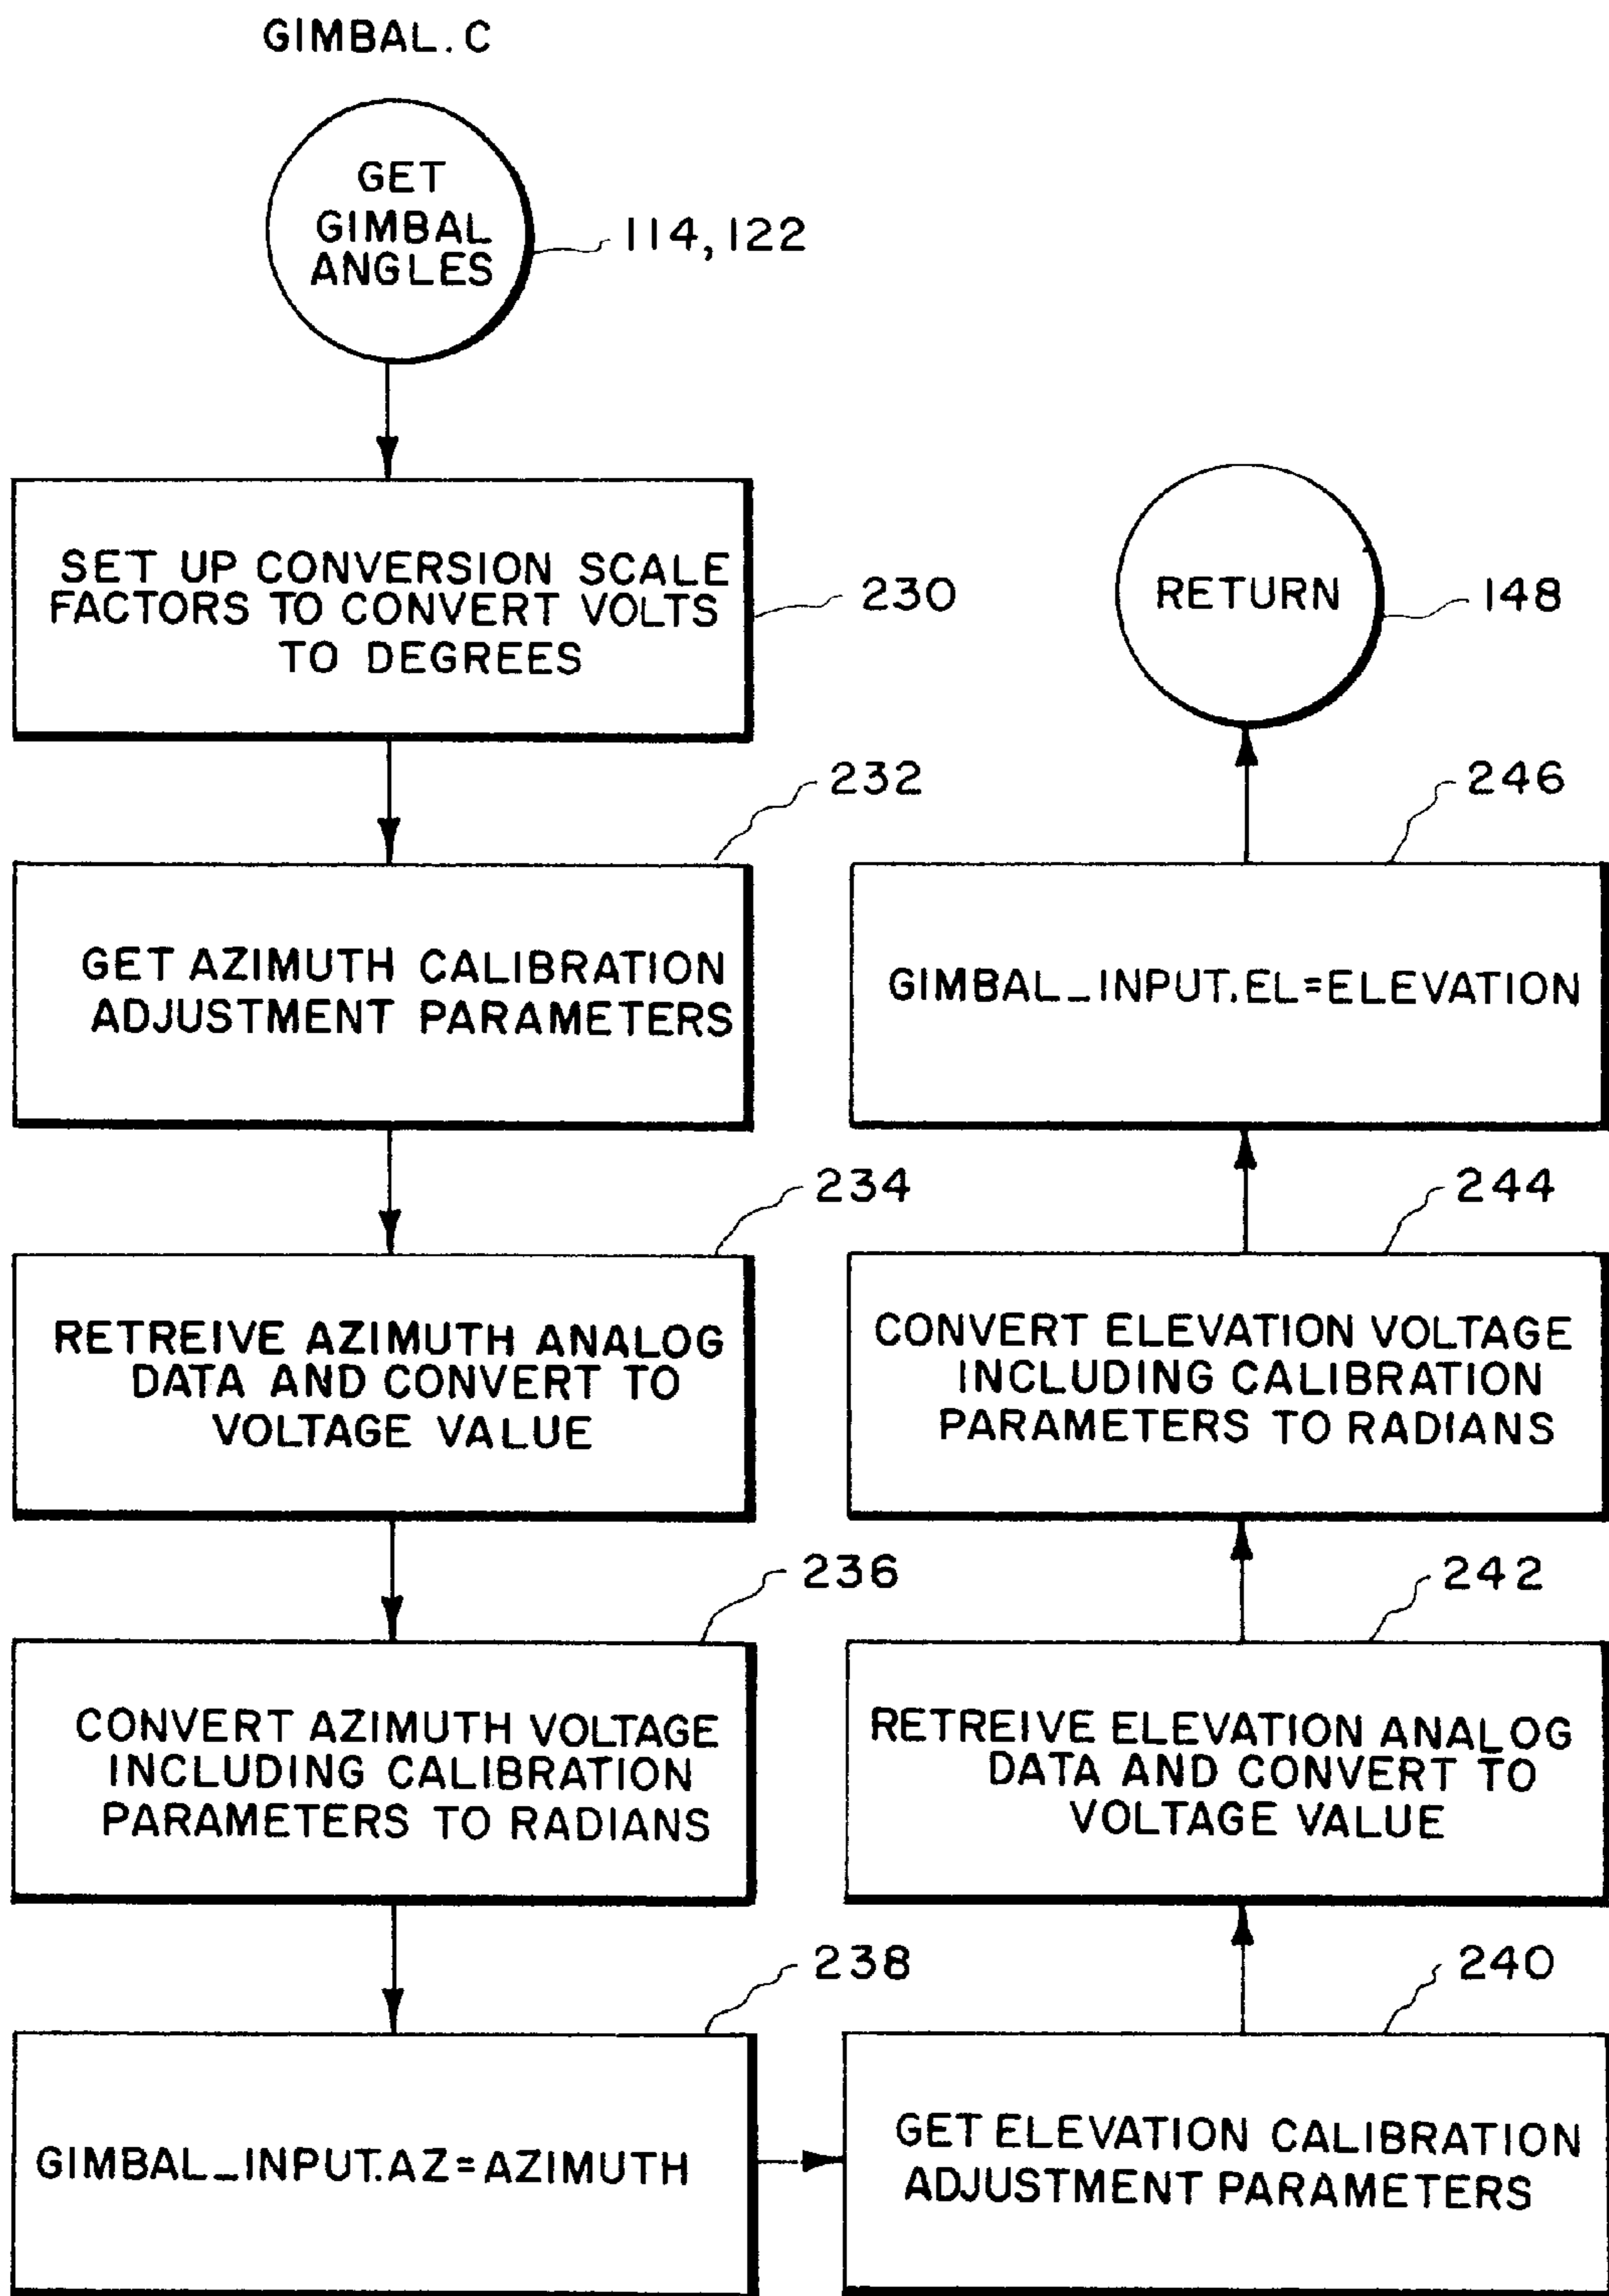 GIMBAL.C
GET
GIMBAL
ANGLES
114,122
SET UP CONVERSION SCALE
FACTORS TO CONVERT VOLTS
TO DEGREES
230
232
GET AZIMUTH CALIBRATION
ADJUSTMENT PARAMETERS
234
RETREIVE AZIMUTH ANALOG
DATA AND CONVERT TO
VOLTAGE VALUE
236
CONVERT AZIMUTH VOLTAGE
INCLUDING CALIBRATION
PARAMETERS TO RADIANS
238
GIMBAL_INPUT.AZ=AZIMUTH
240
GET ELEVATION CALIBRATION
ADJUSTMENT PARAMETERS
242
RETREIVE ELEVATION ANALOG
DATA AND CONVERT TO
VOLTAGE VALUE
244
CONVERT ELEVATION VOLTAGE
INCLUDING CALIBRATION
PARAMETERS TO RADIANS
246
GIMBAL_INPUT.EL=ELEVATION
RETURN
148